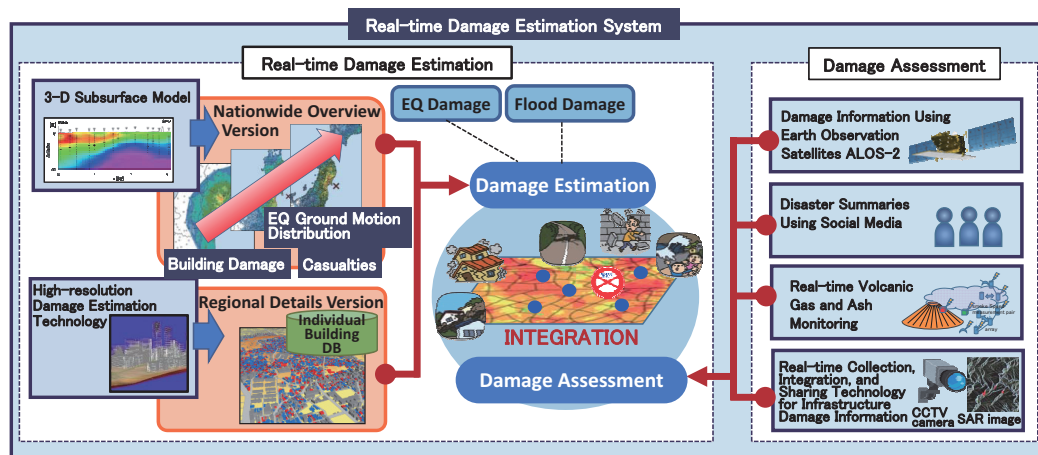 Real-time Damage Estimation System
Real-time Damage Estimation
3-D Subsurface Model
Nationwide Overview
Version
EQ Ground Motion
Distribution
Building Damage
Casualties
High-resolution
Damage Estimation
Technology
Regional Details Version
Individual
Building
DB
EQ Damage
Flood Damage
Damage Estimation
INTEGRATION
Damage Assessment
Damage Assessment
Damage Information Using
Earth Observation
Satellites ALOS-2
Disaster Summaries
Using Social Media
Real-time Volcanic
Gas and Ash
Monitoring
array
Real-time Collection,
Integration, and
Sharing Technology
for Infrastructure
Damage Information
CCTV
camera
SAR image